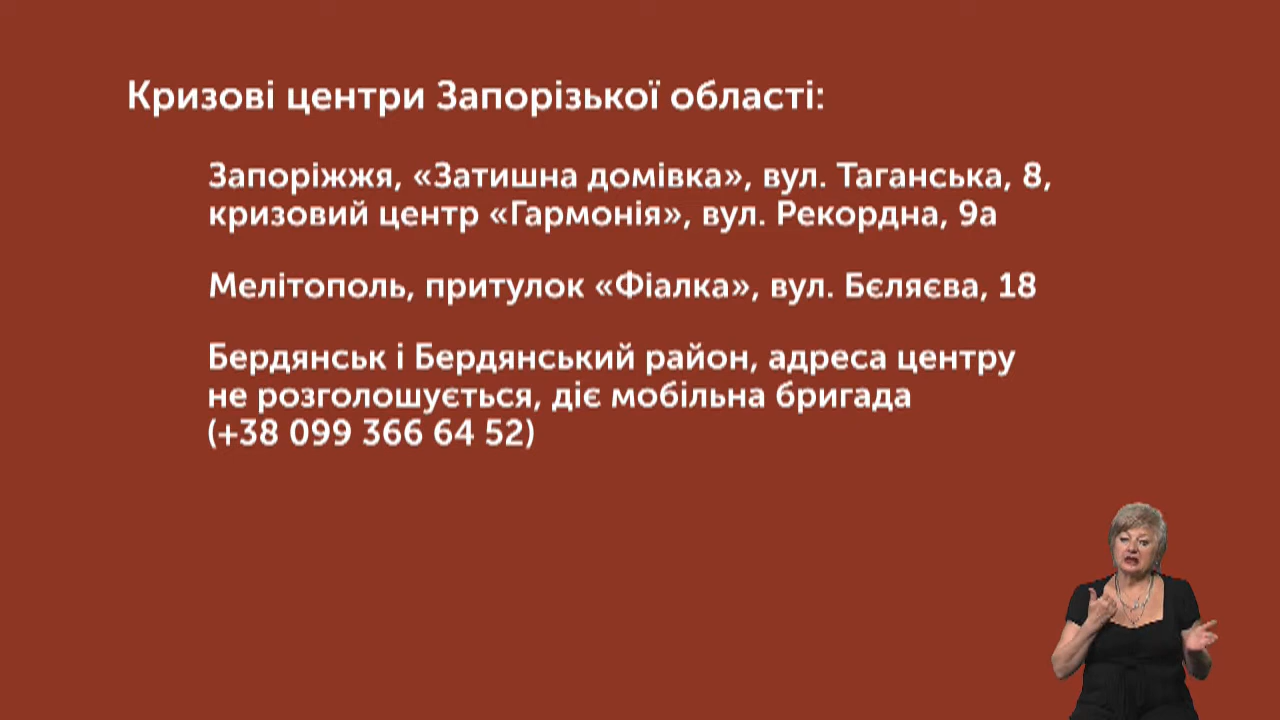 Кризові центри Запорізької області:
Запоріжжя, «Затишна домівка», вул. Таганська, 8,
кризовий центр «Гармонія», вул. Рекордна, 9а
Мелітополь, притулок «Фіалка», вул. Бєляєва, 18
Бердянськ і Бердянський район, адреса центру
не розголошується, діє мобільна бригада
(+38 099 366 64 52)